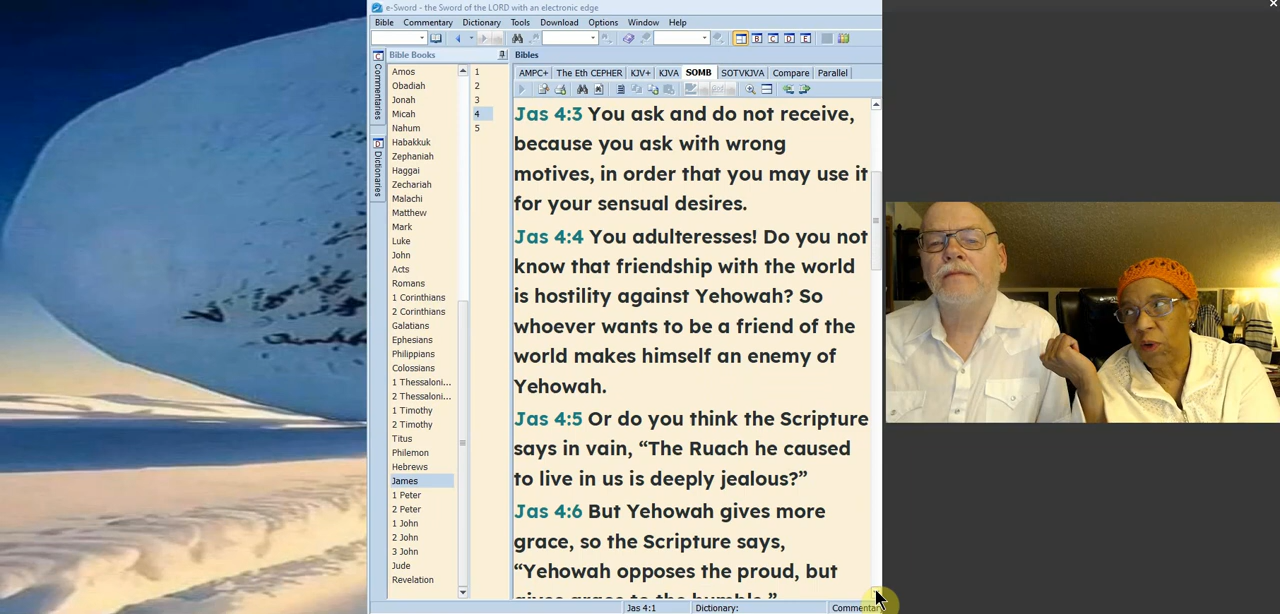 e-Sword - the Sword of the LORD with an electronic edge
Bible Commentary Dictionary Tools Download Options Window Help
Bible Books
Bibles
Commentaries
Dictionaries
AMPC+ The Eth CEPHER KJV+ KJVA SOMB SOTVKJVA Compare Parallel
Amos
Obadiah
Jonah
Micah
Nahum
Habakkuk
Zephaniah
Haggai
Zechariah
Malachi
Matthew
Mark
Luke
John
Acts
Romans
1 Corinthians
2 Corinthians
Galatians
Ephesians
Philippians
Colossians
1 Thessaloni...
2 Thessaloni...
1 Timothy
2 Timothy
Titus
Philemon
Hebrews
James
1 Peter
2 Peter
1 John
2 John
3 John
Jude
Revelation
1
2
3
4
5
Jas 4:3 You ask and do not receive,
because you ask with wrong
motives, in order that you may use it
for your sensual desires.
Jas 4:4 You adulteresses! Do you not
know that friendship with the world
is hostility against Yehowah? So
whoever wants to be a friend of the
world makes himself an enemy of
Yehowah.
Jas 4:5 Or do you think the Scripture
says in vain, “The Ruach he caused
to live in us is deeply jealous?”
Jas 4:6 But Yehowah gives more
grace, so the Scripture says,
“Yehowah opposes the proud, but
gives grace to the humble.”
Jas 4:1 Dictionary: Commentar